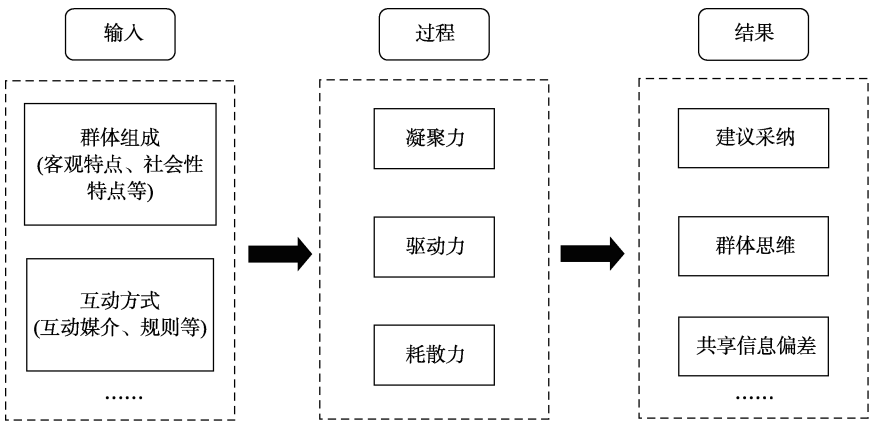 输入
过程
结果
群体组成
(客观特点、社会性
特点等)
互动方式
(互动媒介、规则等)
……
凝聚力
驱动力
耗散力
建议采纳
群体思维
共享信息偏差
……